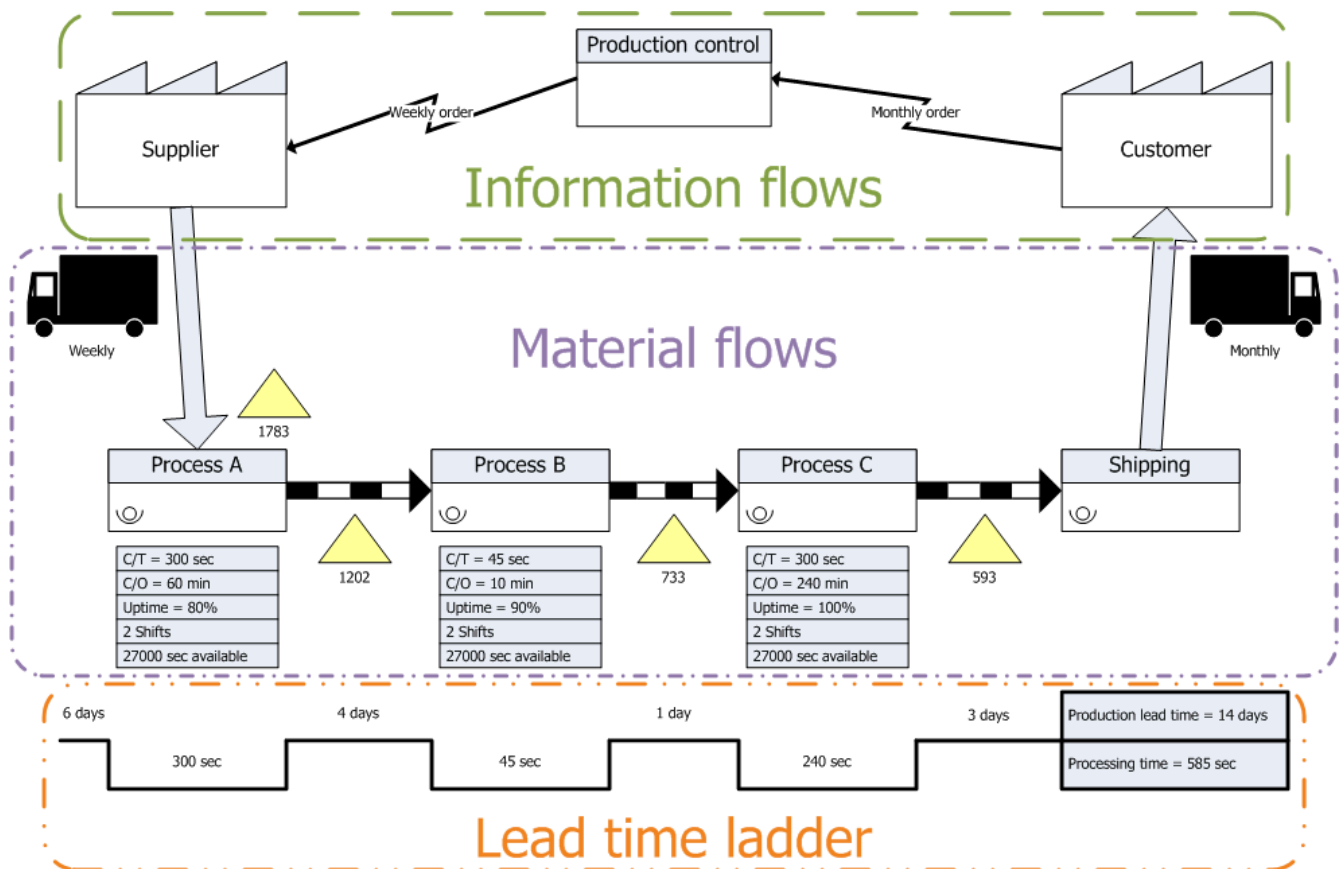 Production control
Weekly order
Monthly order
Supplier
Customer
Information flows
Weekly
Material flows
Monthly
1783
Process A
Process B
Process C
Shipping
1202
733
593
C/T = 300 sec
C/O = 60 min
Uptime = 80%
2 Shifts
27000 sec available
C/T = 45 sec
C/O = 10 min
Uptime = 90%
2 Shifts
27000 sec available
C/T = 300 sec
C/O = 240 min
Uptime = 100%
2 Shifts
27000 sec available
6 days
4 days
1 day
3 days
Production lead time = 14 days
300 sec
45 sec
240 sec
Processing time = 585 sec
Lead time ladder